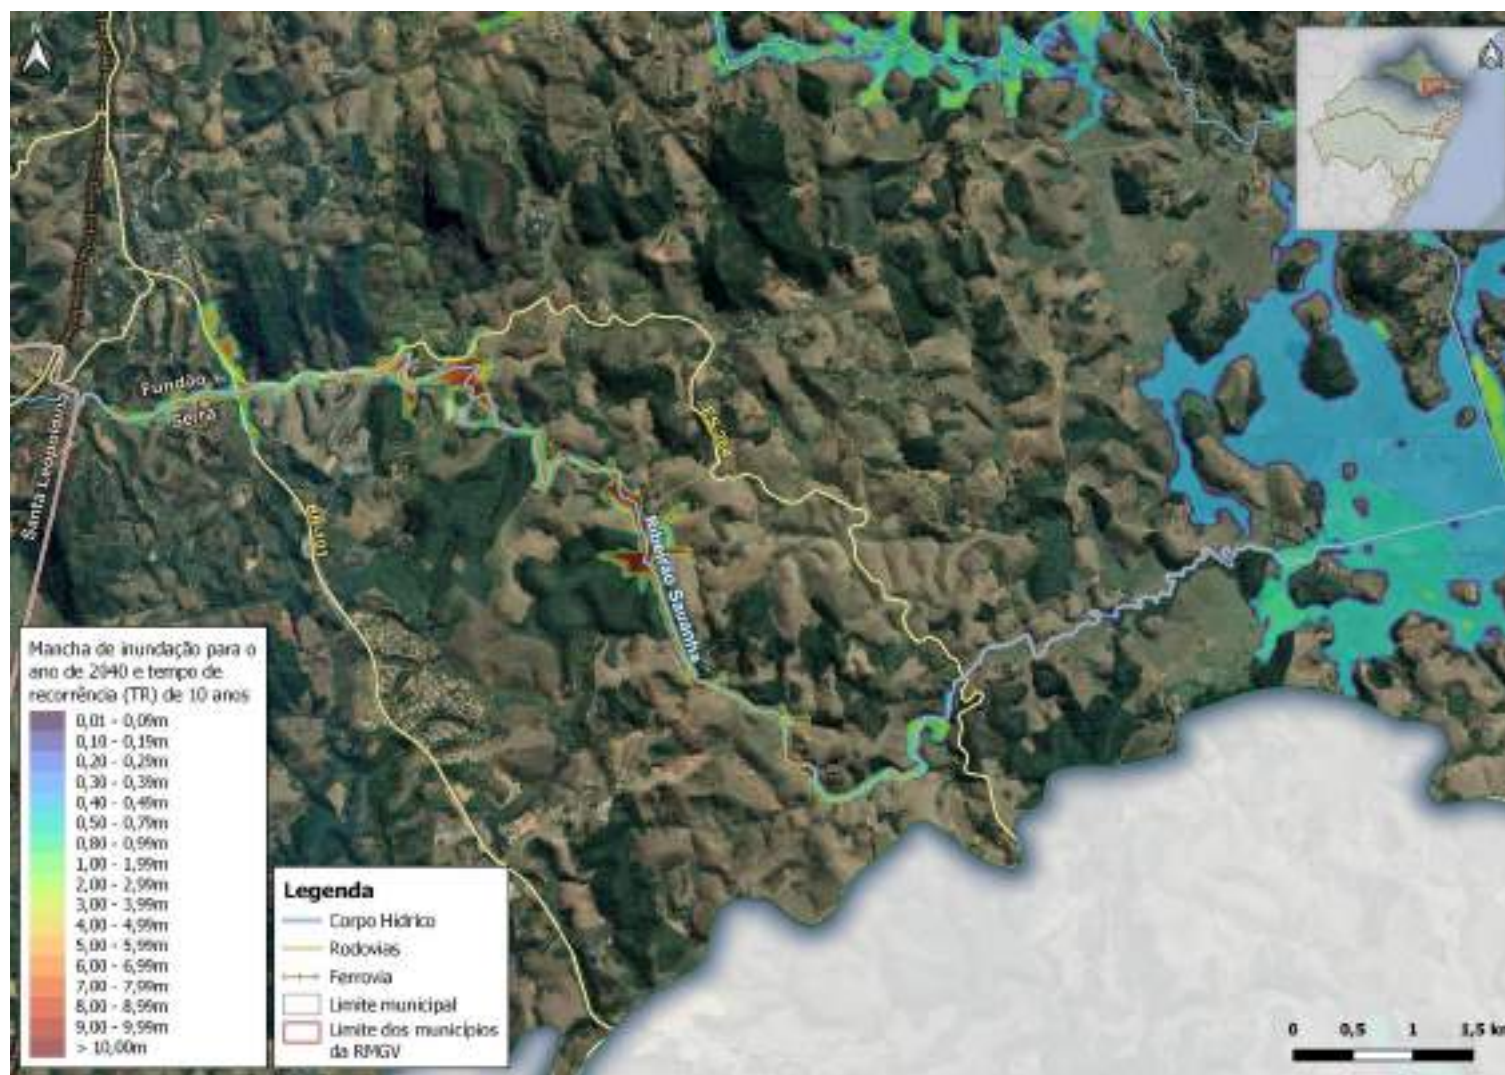 N
Fundão
Serra
Santa Leopoldina
BR-101
Ribeirão Sauanha
Mancha de inundação para o
ano de 2040 e tempo de
recorrência (TR) de 10 anos
0,01 - 0,09m
0,10 - 0,19m
0,20 - 0,29m
0,30 - 0,39m
0,40 - 0,49m
0,50 - 0,79m
0,80 - 0,99m
1,00 - 1,99m
2,00 - 2,99m
3,00 - 3,99m
4,00 - 4,99m
5,00 - 5,99m
6,00 - 6,99m
7,00 - 7,99m
8,00 - 8,99m
9,00 - 9,99m
> 10,00m
Legenda
Corpo Hídrico
Rodovias
Ferrovia
Limite municipal
Limite dos municípios
da RMGV
0 0,5 1 1,5 km